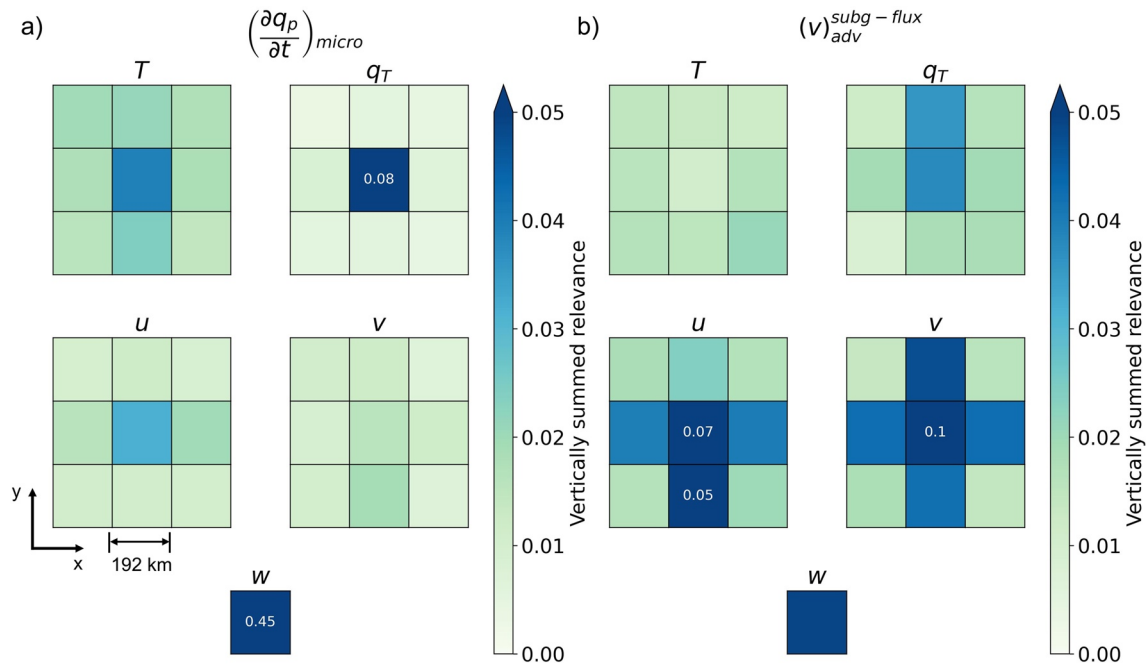 a)
(∂q_p/∂t)_micro
T
q_T
0.08
u
v
y
x
192 km
w
0.45
0.05
0.04
0.03
0.02
0.01
0.00
Vertically summed relevance
b)
(v)_adv^subg−flux
T
q_T
u
v
0.07
0.1
0.05
w
0.05
0.04
0.03
0.02
0.01
0.00
Vertically summed relevance